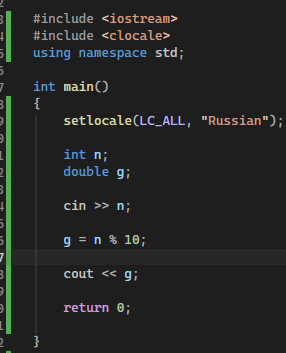 #include <iostream>
#include <clocale>
using namespace std;
int main()
{
setlocale(LC_ALL, "Russian");
int n;
double g;
cin >> n;
g = n % 10;
cout << g;
return 0;
}